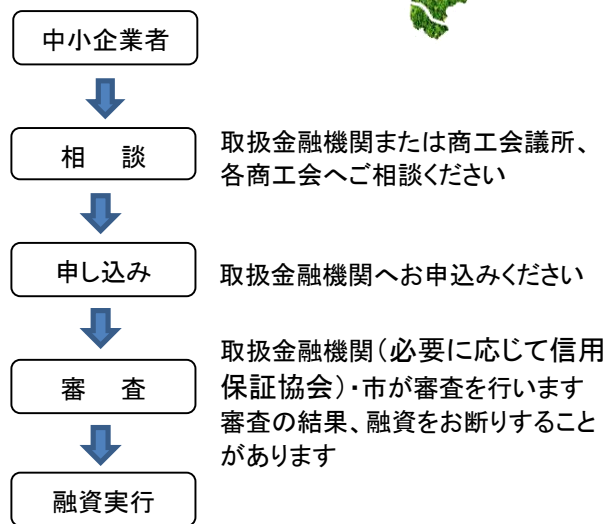 中小企業者
相　談
取扱金融機関または商工会議所、
各商工会へご相談ください
申し込み
取扱金融機関へお申込みください
審　査
取扱金融機関（必要に応じて信用
保証協会）・市が審査を行います
審査の結果、融資をお断りすること
があります
融資実行